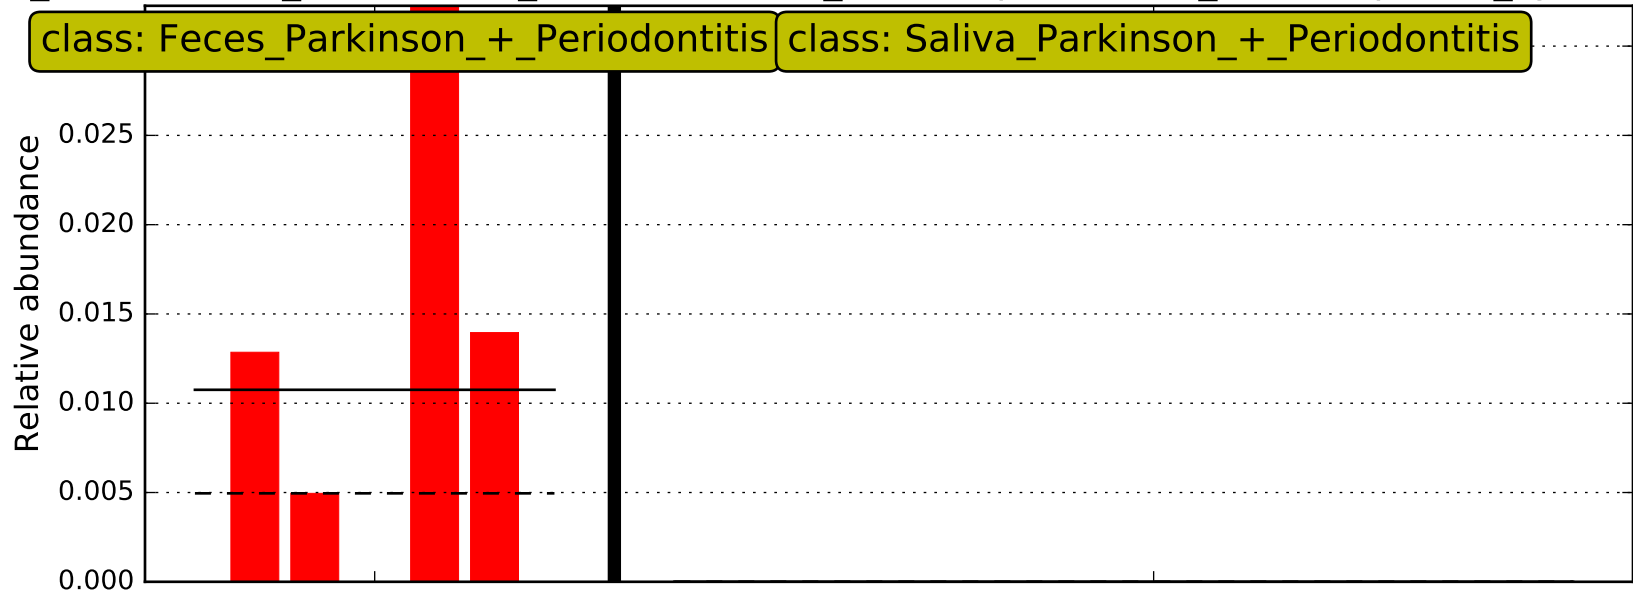 class: Feces_Parkinson_+_Periodontitis
class: Saliva_Parkinson_+_Periodontitis
Relative abundance
0.025
0.020
0.015
0.010
0.005
0.000